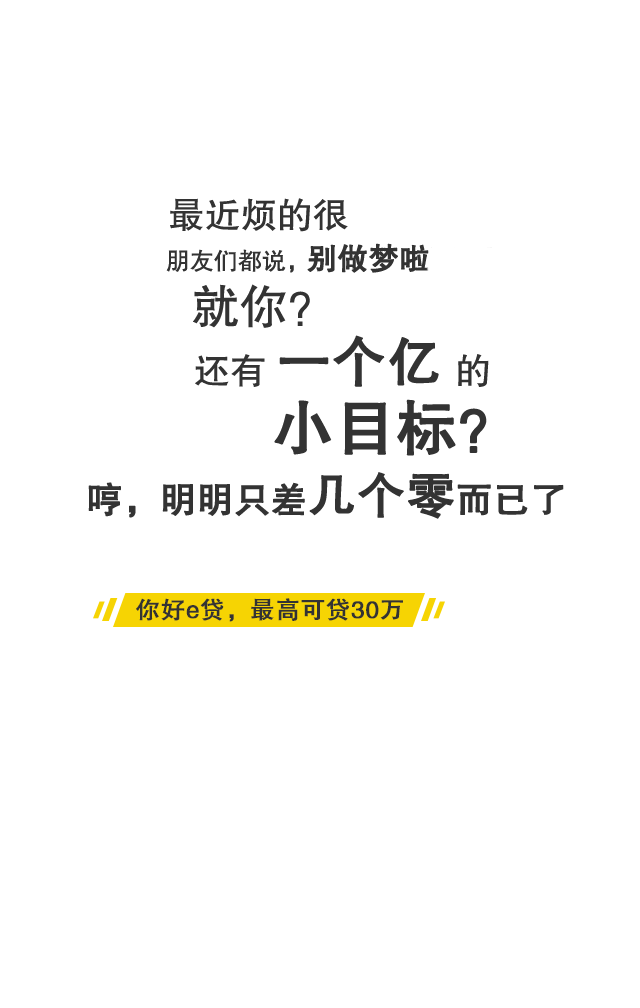 最近烦的很
朋友们都说，别做梦啦
就你?
还有 一个亿 的
小目标?
哼，明明只差几个零而已了
你好e贷，最高可贷30万